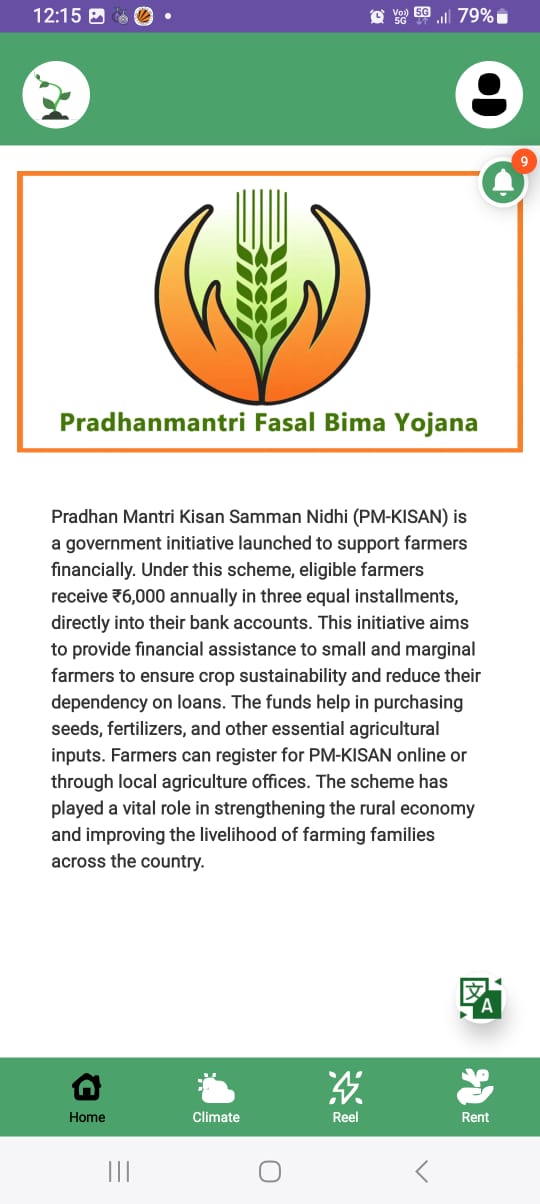 12:15
Vo)) 5G
5G
79%
9
Pradhanmantri Fasal Bima Yojana
Pradhan Mantri Kisan Samman Nidhi (PM-KISAN) is
a government initiative launched to support farmers
financially. Under this scheme, eligible farmers
receive ₹6,000 annually in three equal installments,
directly into their bank accounts. This initiative aims
to provide financial assistance to small and marginal
farmers to ensure crop sustainability and reduce their
dependency on loans. The funds help in purchasing
seeds, fertilizers, and other essential agricultural
inputs. Farmers can register for PM-KISAN online or
through local agriculture offices. The scheme has
played a vital role in strengthening the rural economy
and improving the livelihood of farming families
across the country.
文 A
Home Climate Reel Rent